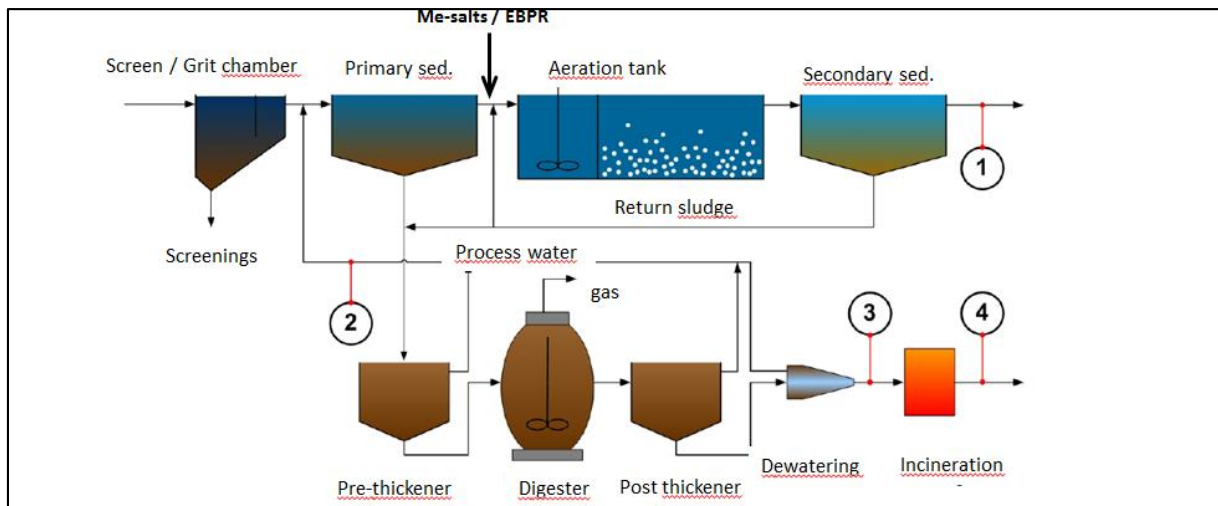 Me-salts / EBPR
Screen / Grit chamber
Primary sed.
Aeration tank
Secondary sed.
1
Return sludge
Screenings
Process water
gas
2
3
4
Pre-thickener
Digester
Post thickener
Dewatering
Incineration